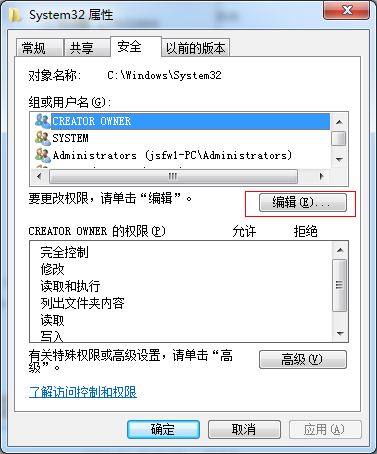 System32 属性
常规 共享 安全 以前的版本
对象名称: C:\Windows\System32
组或用户名(G):
CREATOR OWNER
SYSTEM
Administrators (jsfw1-PC\Administrators)
要更改权限，请单击“编辑”。
编辑(E)...
CREATOR OWNER 的权限(P) 允许 拒绝
完全控制
修改
读取和执行
列出文件夹内容
读取
写入
有关特殊权限或高级设置，请单击“高
级”。
高级(V)
了解访问控制和权限
确定 取消 应用(A)